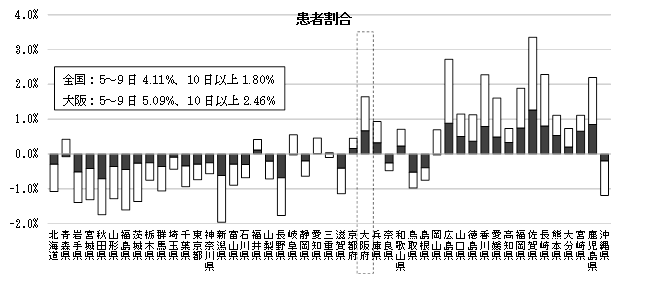 患者割合
4.0%
3.0%
2.0%
1.0%
0.0%
-1.0%
-2.0%
全国：5～9日 4.11%、10日以上 1.80%
大阪：5～9日 5.09%、10日以上 2.46%
北海道
青森県
岩手県
宮城県
秋田県
山形県
福島県
茨城県
栃木県
群馬県
埼玉県
千葉県
東京都
神奈川県
新潟県
富山県
石川県
福井県
山梨県
長野県
岐阜県
静岡県
愛知県
三重県
滋賀県
京都府
大阪府
兵庫県
奈良県
和歌山県
鳥取県
島根県
岡山県
広島県
山口県
徳島県
香川県
愛媛県
高知県
福岡県
佐賀県
長崎県
熊本県
大分県
宮崎県
鹿児島県
沖縄県